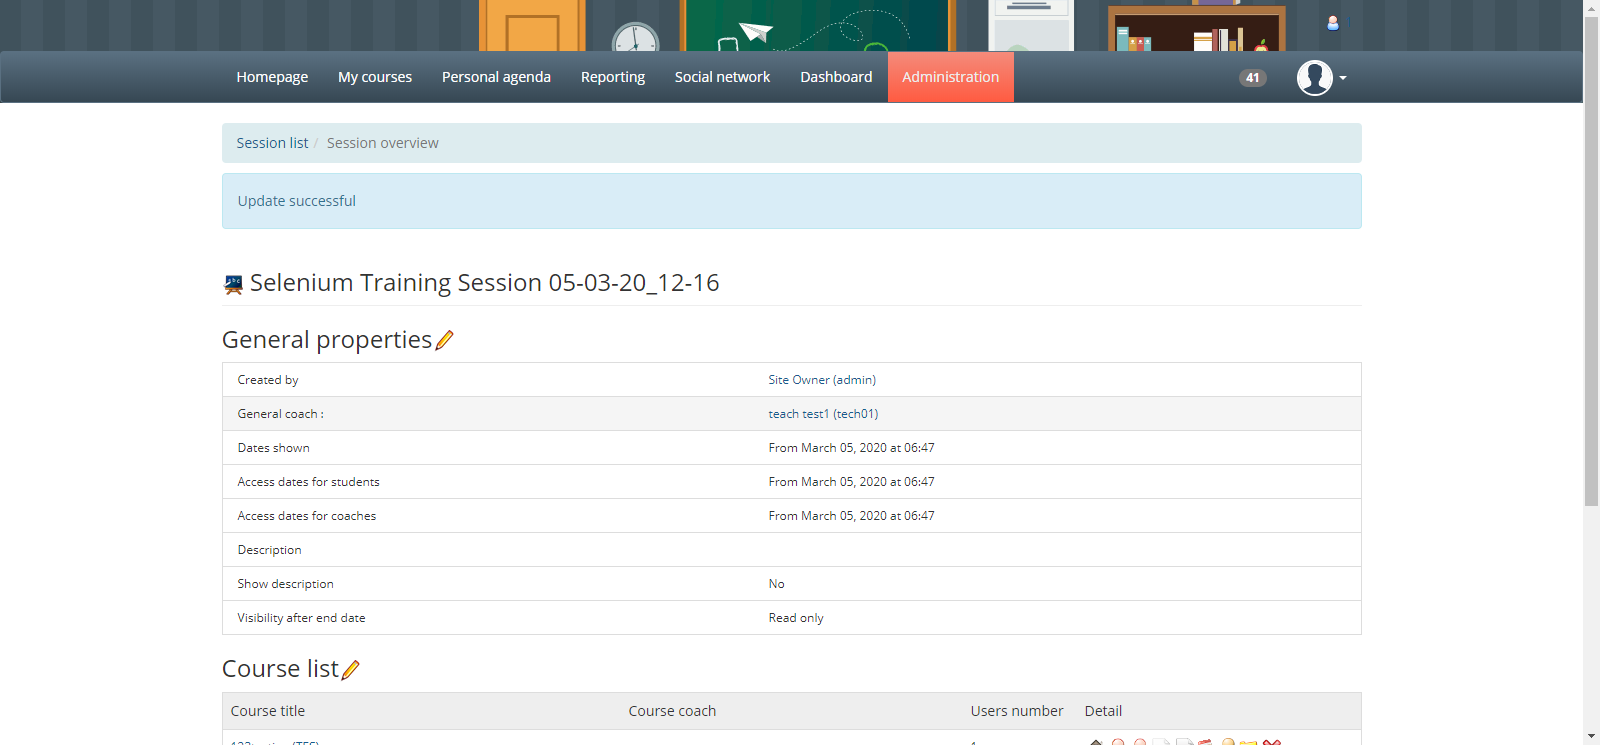 Homepage My courses Personal agenda Reporting Social network Dashboard Administration 41
Session list / Session overview
Update successful
Selenium Training Session 05-03-20_12-16
General properties
Created by Site Owner (admin)
General coach : teach test1 (tech01)
Dates shown From March 05, 2020 at 06:47
Access dates for students From March 05, 2020 at 06:47
Access dates for coaches From March 05, 2020 at 06:47
Description
Show description No
Visibility after end date Read only
Course list
Course title Course coach Users number Detail